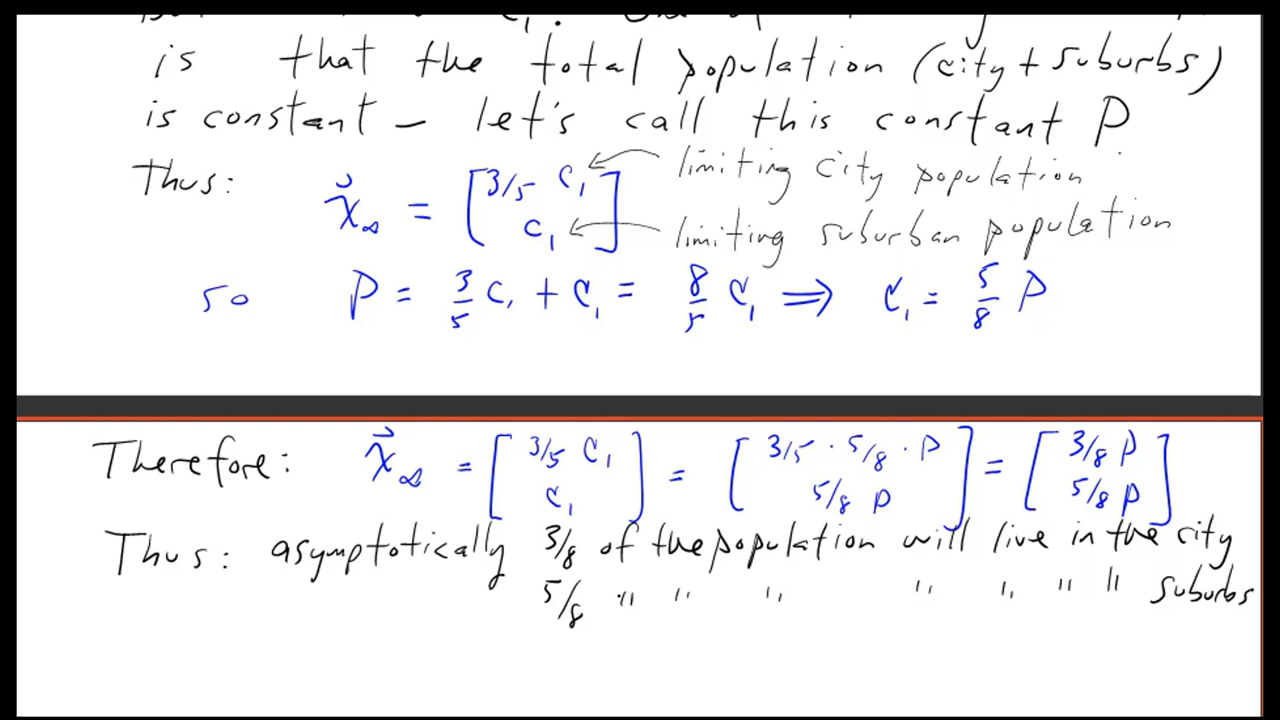 is that the total population (city + suburbs)
is constant – let's call this constant P
Thus: x⃗∞ = [3/5 C₁ ← limiting city population
C₁] ← limiting suburban population
so P = 3/5 C₁ + C₁ = 8/5 C₁ ⟹ C₁ = 5/8 P
Therefore: x⃗∞ = [3/5 C₁; C₁] = [3/5 · 5/8 · P; 5/8 P] = [3/8 P; 5/8 P]
Thus: asymptotically 3/8 of the population will live in the city
5/8 " " " " " " " suburbs